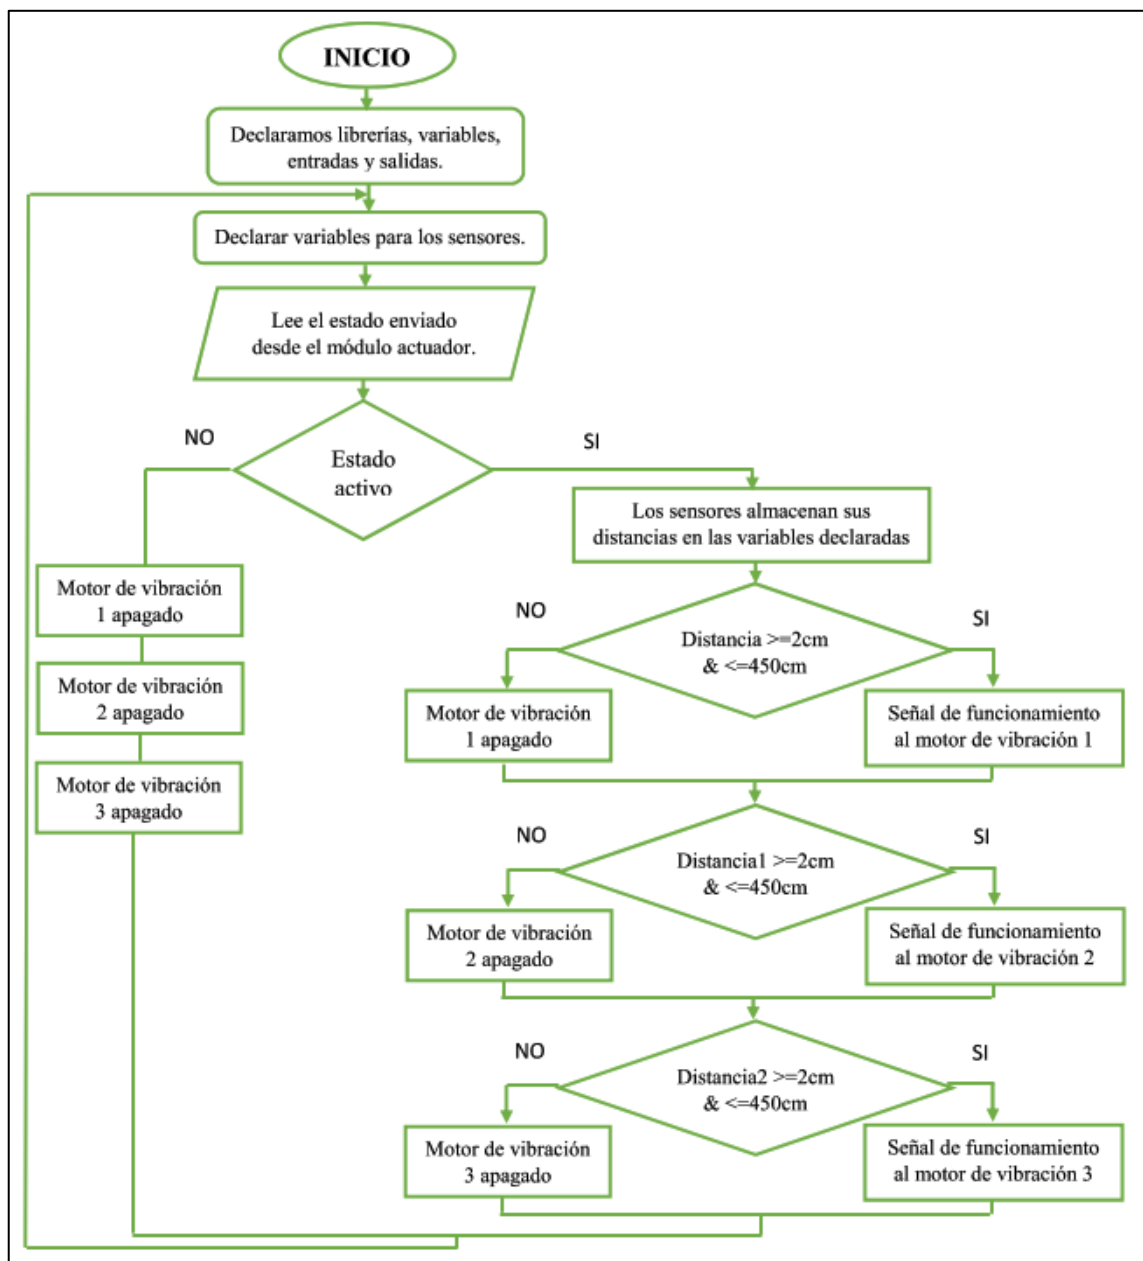 INICIO
Declaramos librerías, variables,
entradas y salidas.
Declarar variables para los sensores.
Lee el estado enviado
desde el módulo actuador.
NO
SI
Estado
activo
Los sensores almacenan sus
distancias en las variables declaradas
Motor de vibración
1 apagado
Motor de vibración
2 apagado
Motor de vibración
3 apagado
NO
SI
Distancia >=2cm
& <=450cm
Motor de vibración
1 apagado
Señal de funcionamiento
al motor de vibración 1
NO
SI
Distancia1 >=2cm
& <=450cm
Motor de vibración
2 apagado
Señal de funcionamiento
al motor de vibración 2
NO
SI
Distancia2 >=2cm
& <=450cm
Motor de vibración
3 apagado
Señal de funcionamiento
al motor de vibración 3